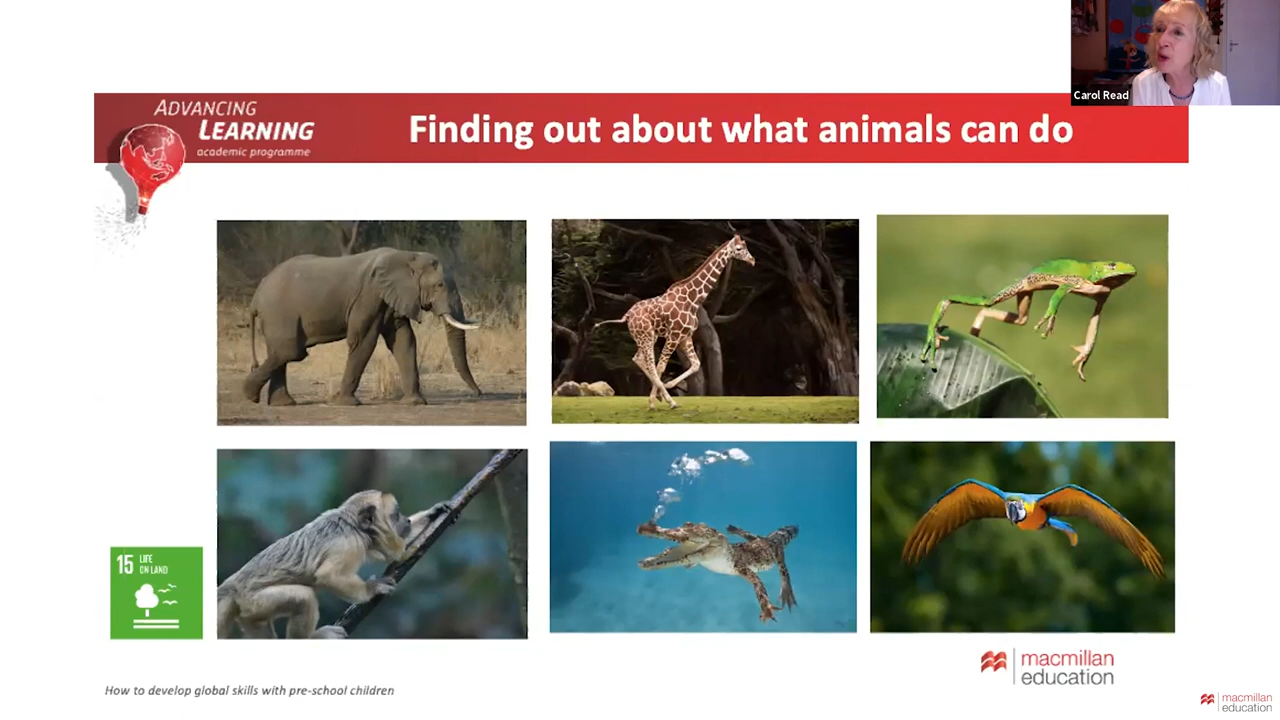 Carol Read
ADVANCING
LEARNING
academic programme
Finding out about what animals can do
15 LIFE
ON LAND
macmillan
education
How to develop global skills with pre-school children
macmillan
education